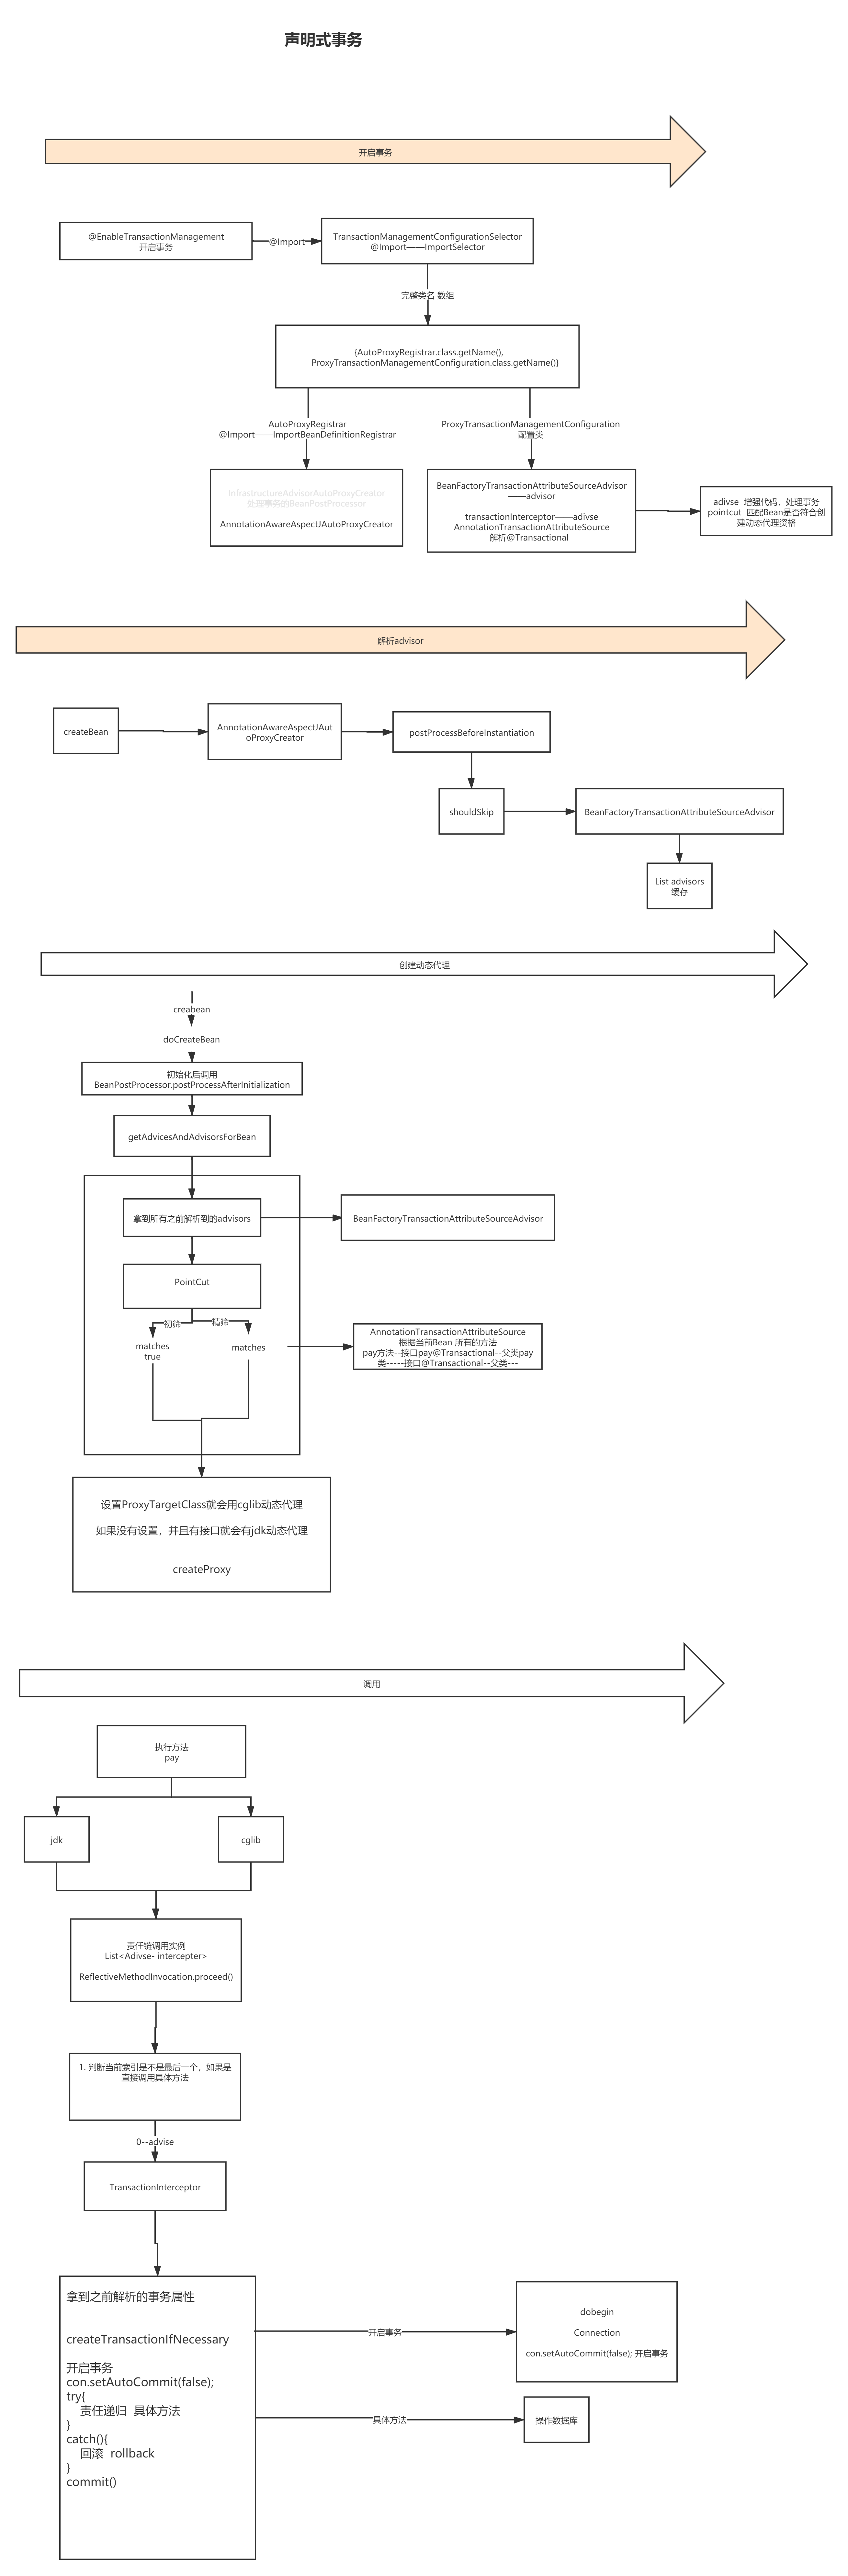 声明式事务
开启事务
@EnableTransactionManagement
开启事务
@Import
TransactionManagementConfigurationSelector
@Import——ImportSelector
完整类名 数组
{AutoProxyRegistrar.class.getName(),
ProxyTransactionManagementConfiguration.class.getName()}
AutoProxyRegistrar
@Import——ImportBeanDefinitionRegistrar
ProxyTransactionManagementConfiguration
配置类
InfrastructureAdvisorAutoProxyCreator
处理事务的BeanPostProcessor
AnnotationAwareAspectJAutoProxyCreator
BeanFactoryTransactionAttributeSourceAdvisor
——advisor
transactionInterceptor——adivse
AnnotationTransactionAttributeSource
解析@Transactional
adivse 增强代码，处理事务
pointcut 匹配Bean是否符合创
建动态代理资格
解析advisor
createBean
AnnotationAwareAspectJAut
oProxyCreator
postProcessBeforeInstantiation
shouldSkip
BeanFactoryTransactionAttributeSourceAdvisor
List advisors
缓存
创建动态代理
creabean
doCreateBean
初始化后调用
BeanPostProcessor.postProcessAfterInitialization
getAdvicesAndAdvisorsForBean
拿到所有之前解析到的advisors
BeanFactoryTransactionAttributeSourceAdvisor
PointCut
初筛
精筛
matches
true
matches
AnnotationTransactionAttributeSource
根据当前Bean 所有的方法
pay方法--接口pay@Transactional--父类pay
类-----接口@Transactional--父类---
设置ProxyTargetClass就会用cglib动态代理
如果没有设置，并且有接口就会有jdk动态代理
createProxy
调用
执行方法
pay
jdk
cglib
责任链调用实例
List<Adivse- intercepter>
ReflectiveMethodInvocation.proceed()
1. 判断当前索引是不是最后一个，如果是
直接调用具体方法
0--advise
TransactionInterceptor
拿到之前解析的事务属性
createTransactionIfNecessary
开启事务
con.setAutoCommit(false);
try{
责任递归 具体方法
}
catch(){
回滚 rollback
}
commit()
开启事务
dobegin
Connection
con.setAutoCommit(false); 开启事务
具体方法
操作数据库